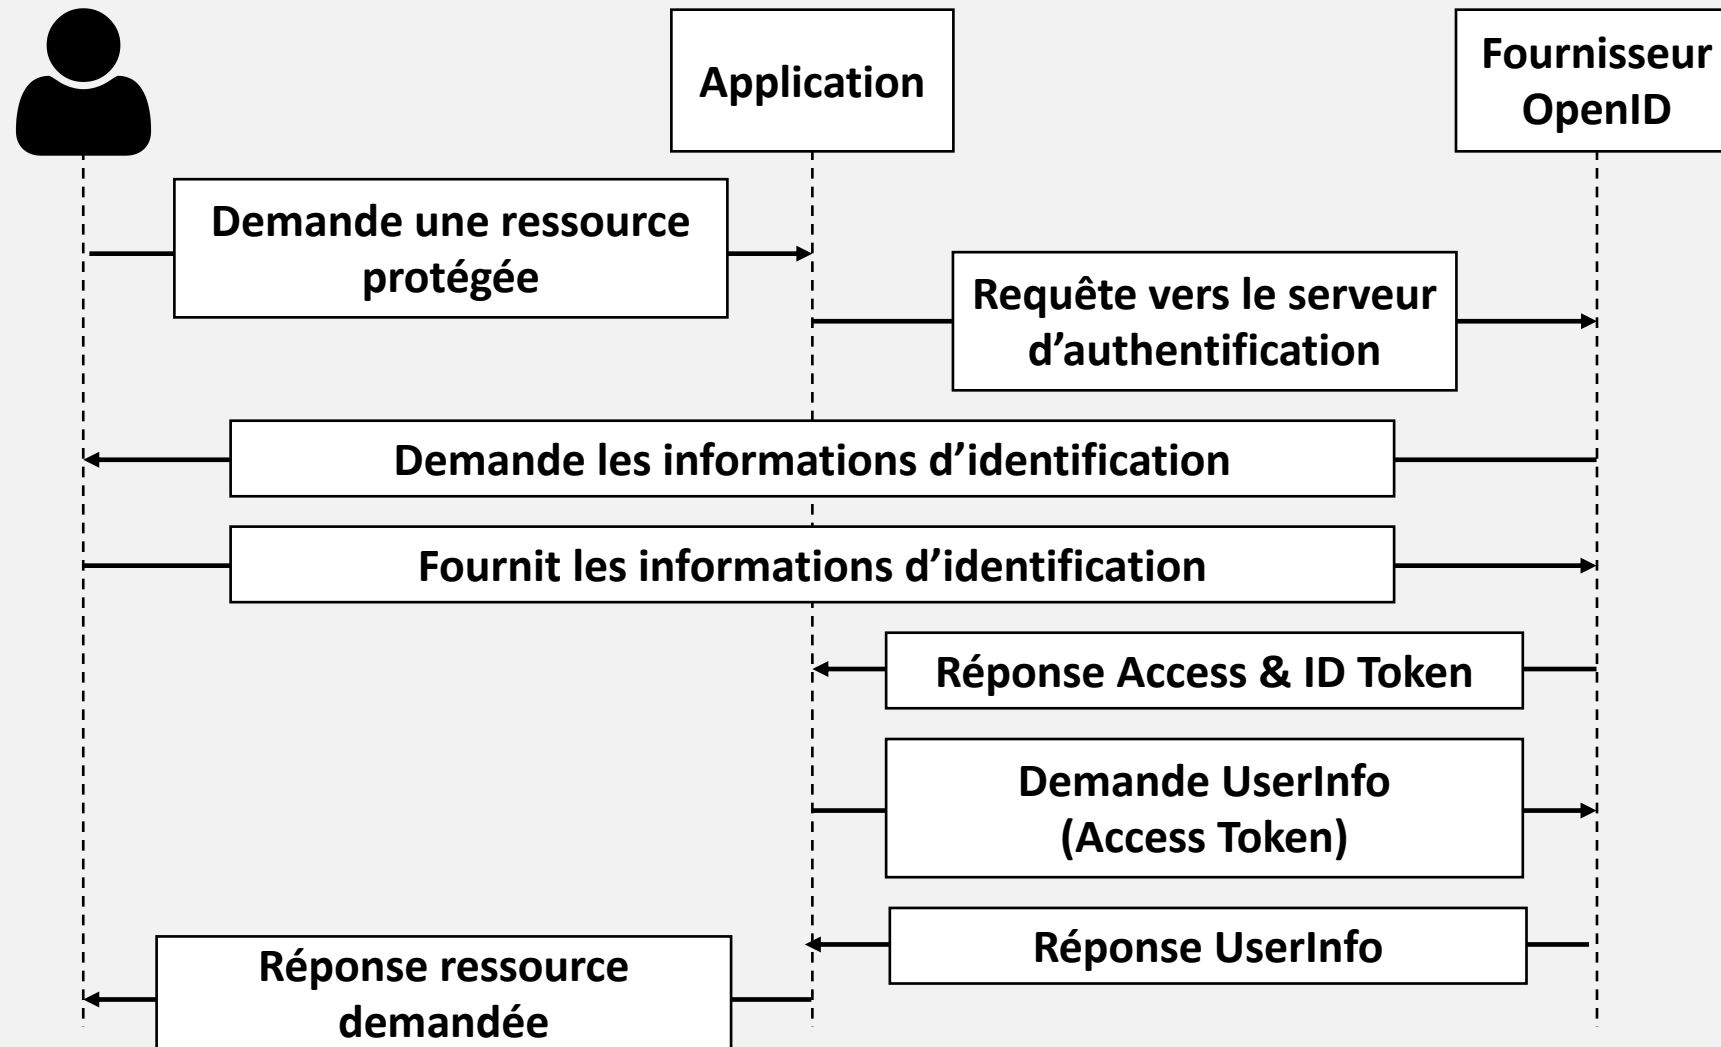 Application
Fournisseur
OpenID
Demande une ressource
protégée
Requête vers le serveur
d’authentification
Demande les informations d’identification
Fournit les informations d’identification
Réponse Access & ID Token
Demande UserInfo
(Access Token)
Réponse UserInfo
Réponse ressource
demandée